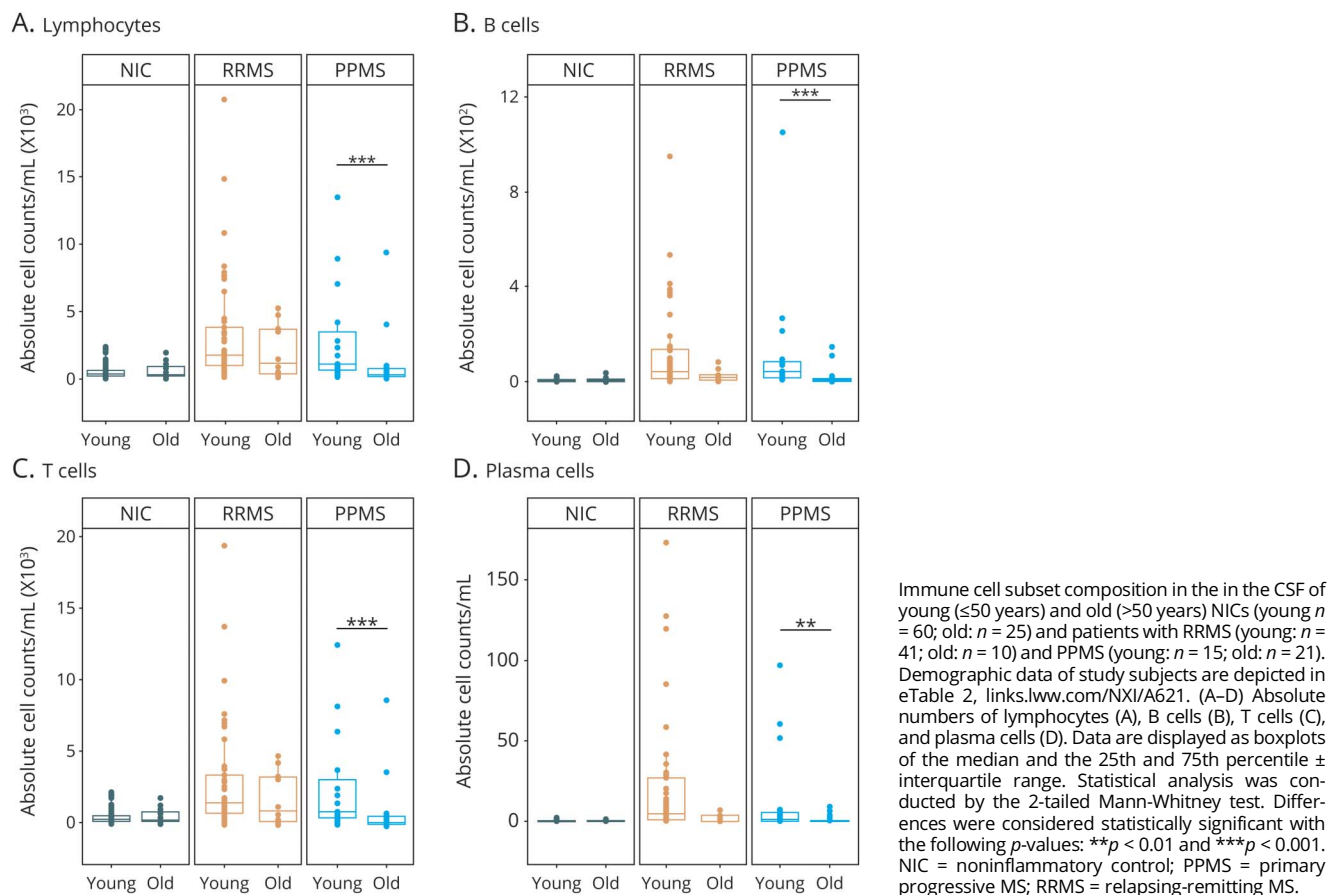 A. Lymphocytes
NIC RRMS PPMS
Absolute cell counts/mL (X10³)
20
15
10
5
0
***
Young Old Young Old Young Old
B. B cells
NIC RRMS PPMS
Absolute cell counts/mL (X10²)
12
8
4
0
***
Young Old Young Old Young Old
C. T cells
NIC RRMS PPMS
Absolute cell counts/mL (X10³)
20
15
10
5
0
***
Young Old Young Old Young Old
D. Plasma cells
NIC RRMS PPMS
Absolute cell counts/mL
150
100
50
0
**
Young Old Young Old Young Old
Immune cell subset composition in the in the CSF of
young (≤50 years) and old (>50 years) NICs (young n
= 60; old: n = 25) and patients with RRMS (young: n =
41; old: n = 10) and PPMS (young: n = 15; old: n = 21).
Demographic data of study subjects are depicted in
eTable 2, links.lww.com/NXI/A621. (A–D) Absolute
numbers of lymphocytes (A), B cells (B), T cells (C),
and plasma cells (D). Data are displayed as boxplots
of the median and the 25th and 75th percentile ±
interquartile range. Statistical analysis was con-
ducted by the 2-tailed Mann-Whitney test. Differ-
ences were considered statistically significant with
the following p-values: **p < 0.01 and ***p < 0.001.
NIC = noninflammatory control; PPMS = primary
progressive MS; RRMS = relapsing-remitting MS.